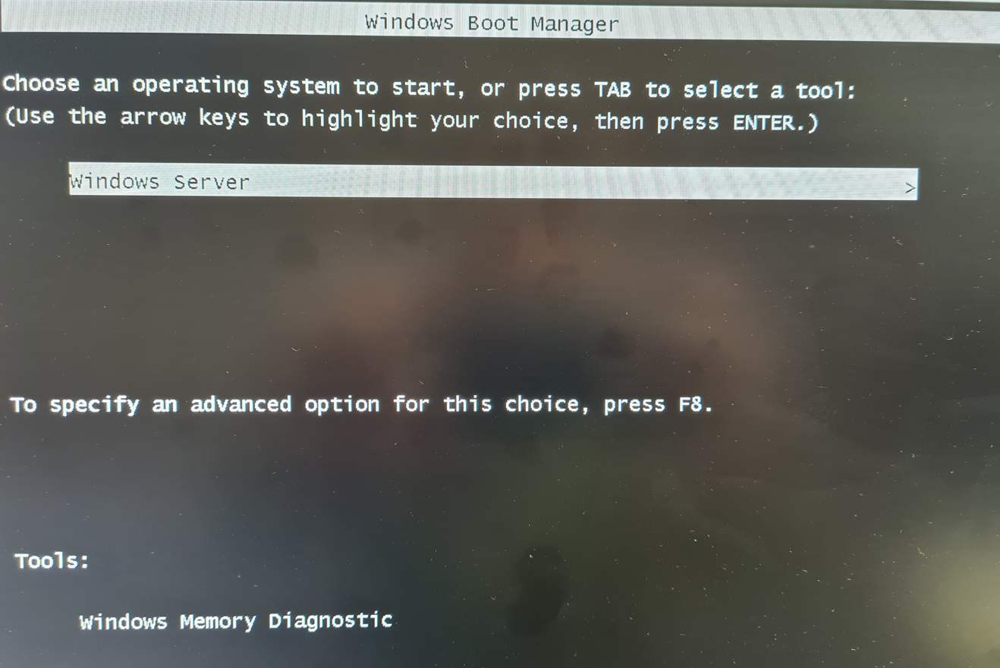 Windows Boot Manager
Choose an operating system to start, or press TAB to select a tool:
(Use the arrow keys to highlight your choice, then press ENTER.)
Windows Server >
To specify an advanced option for this choice, press F8.
Tools:
Windows Memory Diagnostic